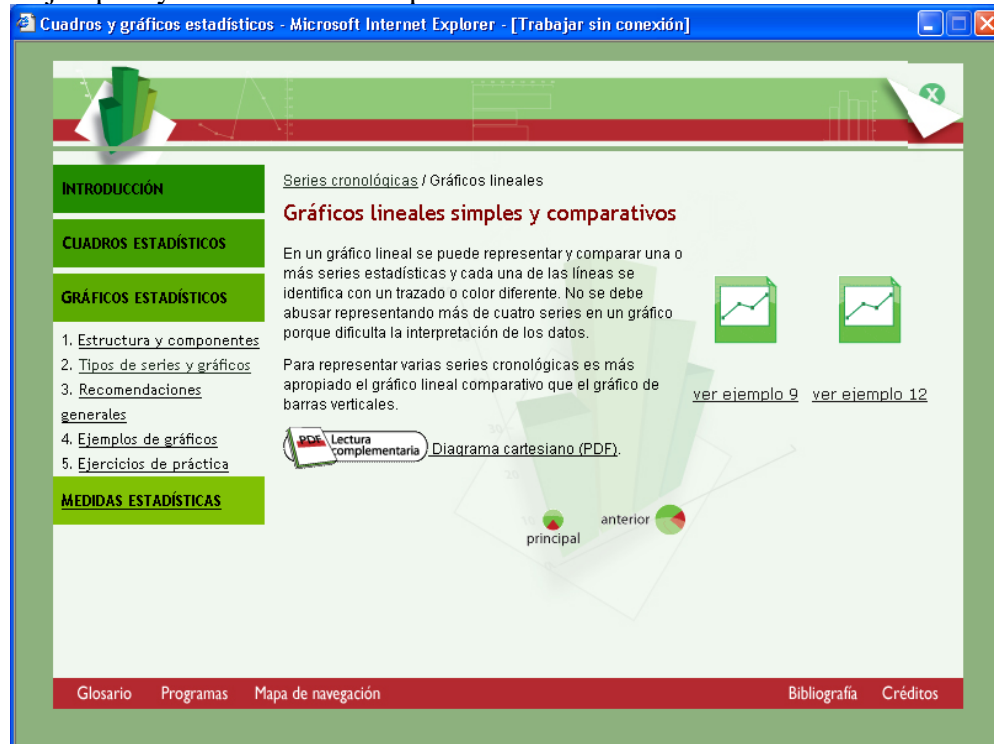 Cuadros y gráficos estadísticos - Microsoft Internet Explorer - [Trabajar sin conexión]
X
INTRODUCCIÓN
CUADROS ESTADÍSTICOS
GRÁFICOS ESTADÍSTICOS
1. Estructura y componentes
2. Tipos de series y gráficos
3. Recomendaciones
generales
4. Ejemplos de gráficos
5. Ejercicios de práctica
MEDIDAS ESTADÍSTICAS
Series cronológicas / Gráficos lineales
Gráficos lineales simples y comparativos
En un gráfico lineal se puede representar y comparar una o
más series estadísticas y cada una de las líneas se
identifica con un trazado o color diferente. No se debe
abusar representando más de cuatro series en un gráfico
porque dificulta la interpretación de los datos.
Para representar varias series cronológicas es más
apropiado el gráfico lineal comparativo que el gráfico de
barras verticales.
PDF Lectura
complementaria Diagrama cartesiano (PDF).
ver ejemplo 9 ver ejemplo 12
principal
anterior
Glosario Programas Mapa de navegación Bibliografía Créditos